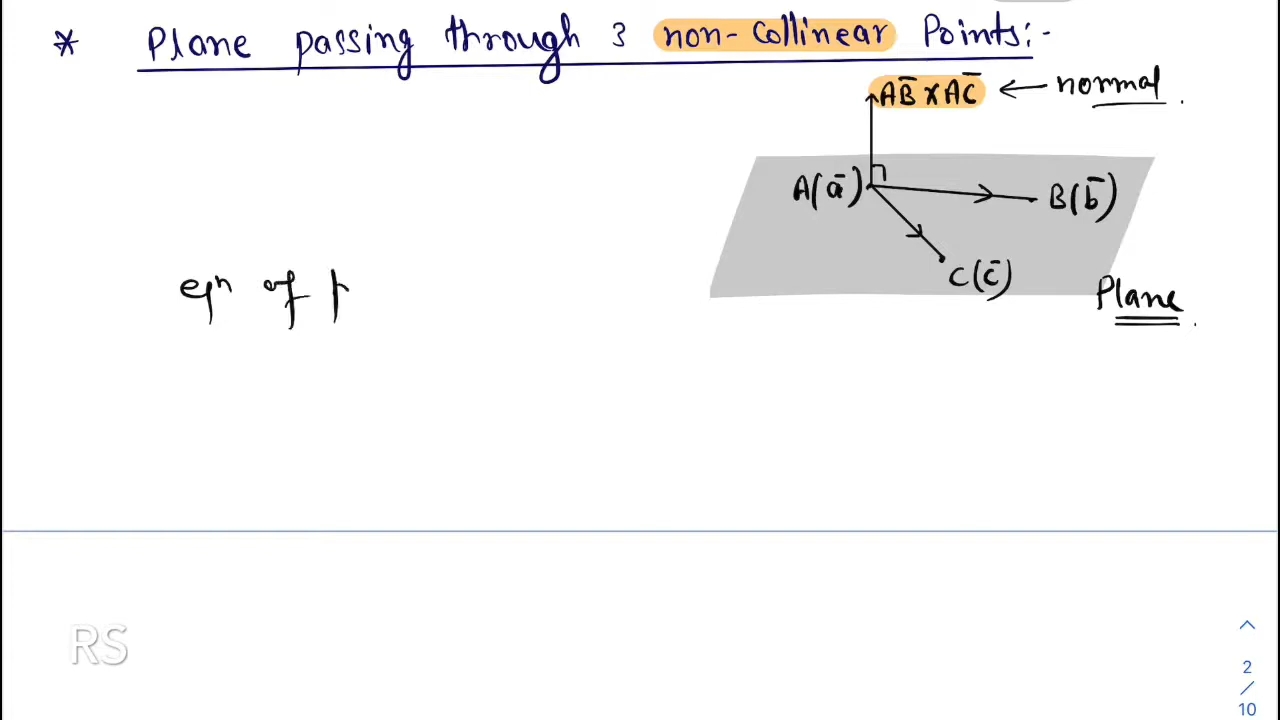 * Plane passing through 3 non-collinear Points:-
AB̄ x AC̄ ← normal.
A(ā)
B(b̄)
C(c̄)
Plane.
eqⁿ of p
RS
2
/
10